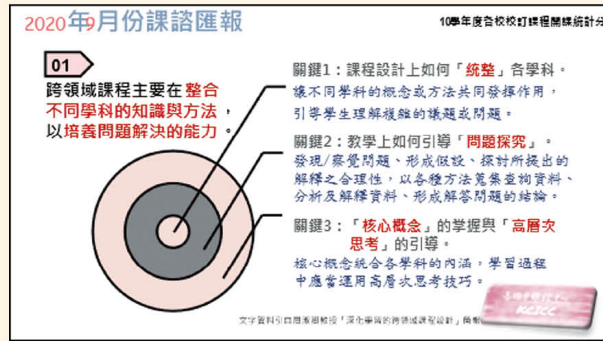 2020年9月份課諮匯報
10學年度各校校訂課程開課統計分
01
跨領域課程主要在整合
不同學科的知識與方法，
以培養問題解決的能力。
關鍵1：課程設計上如何「統整」各學科。
讓不同學科的概念或方法共同發揮作用，
引導學生理解複雜的議題或問題。
關鍵2：教學上如何引導「問題探究」。
發現/察覺問題、形成假設、探討所提出的
解釋之合理性，以各種方法蒐集查詢資料、
分析及解釋資料、形成解答問題的結論。
關鍵3：「核心概念」的掌握與「高層次
思考」的引導。
核心概念統合各學科的內涵，學習過程
中應當運用高層次思考技巧。
文字資料引自周淑卿教授「深化學習的跨領域課程設計」簡報
KCICC